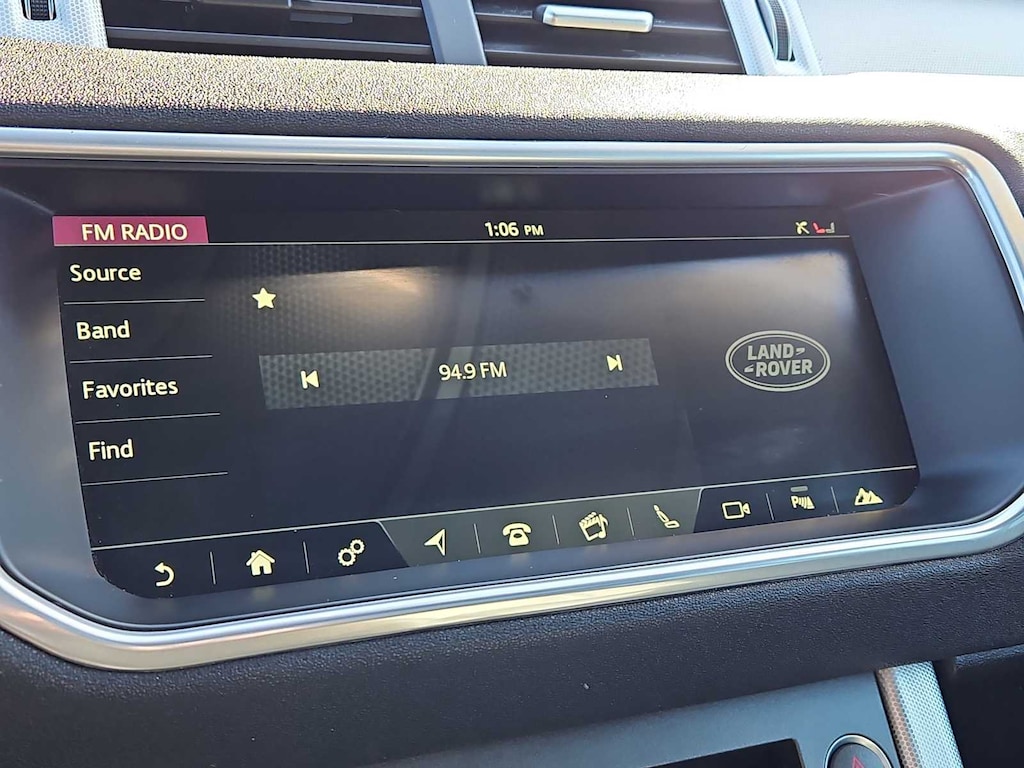 FM RADIO
1:06 PM
Source
Band
Favorites
Find
94.9 FM
LAND
ROVER
P